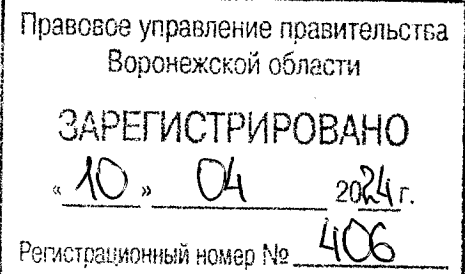 Правовое управление правительства
Воронежской области
ЗАРЕГИСТРИРОВАНО
« 10 » 04 2024 г.
Регистрационный номер № 406